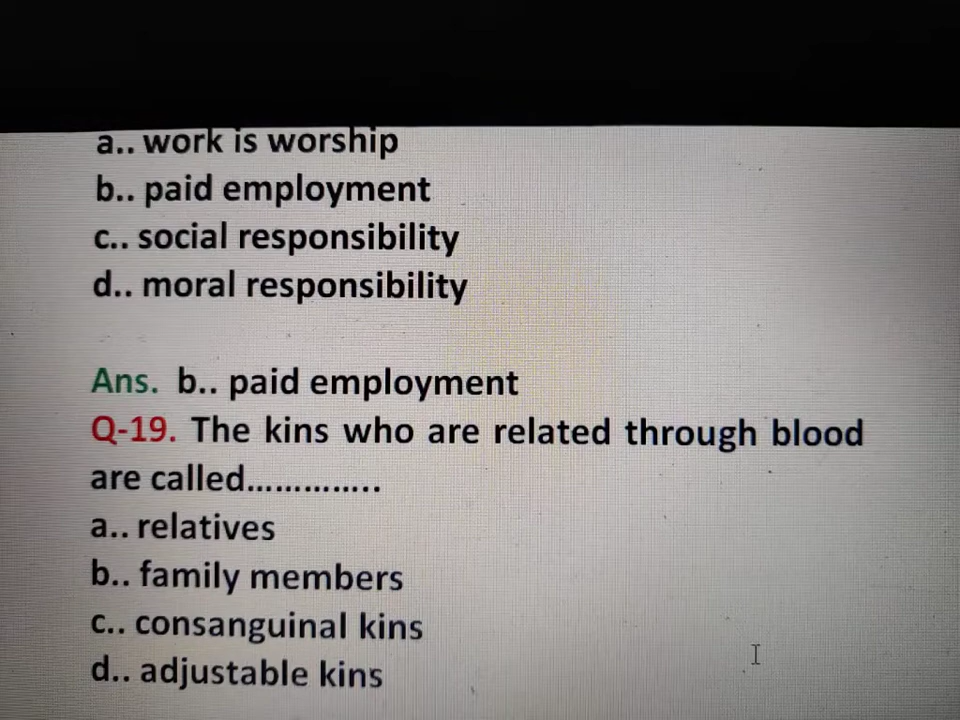 a.. work is worship
b.. paid employment
c.. social responsibility
d.. moral responsibility
Ans. b.. paid employment
Q-19. The kins who are related through blood
are called..............
a.. relatives
b.. family members
c.. consanguinal kins
d.. adjustable kins